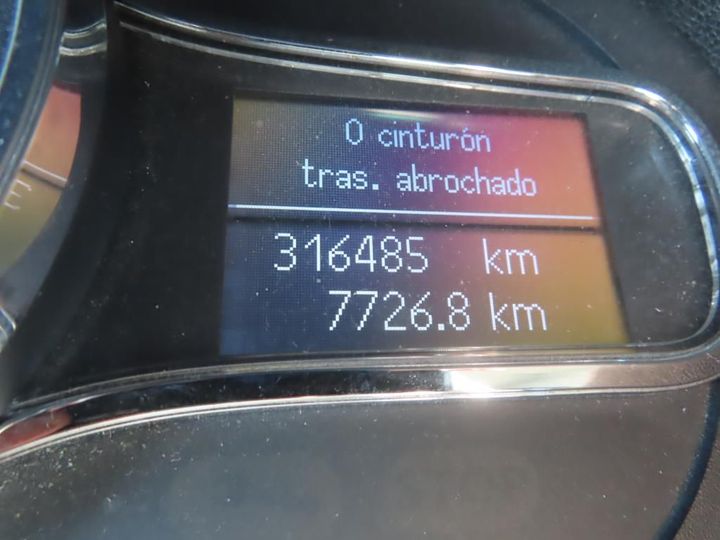 0 cinturón
tras. abrochado
316485 km
7726.8 km